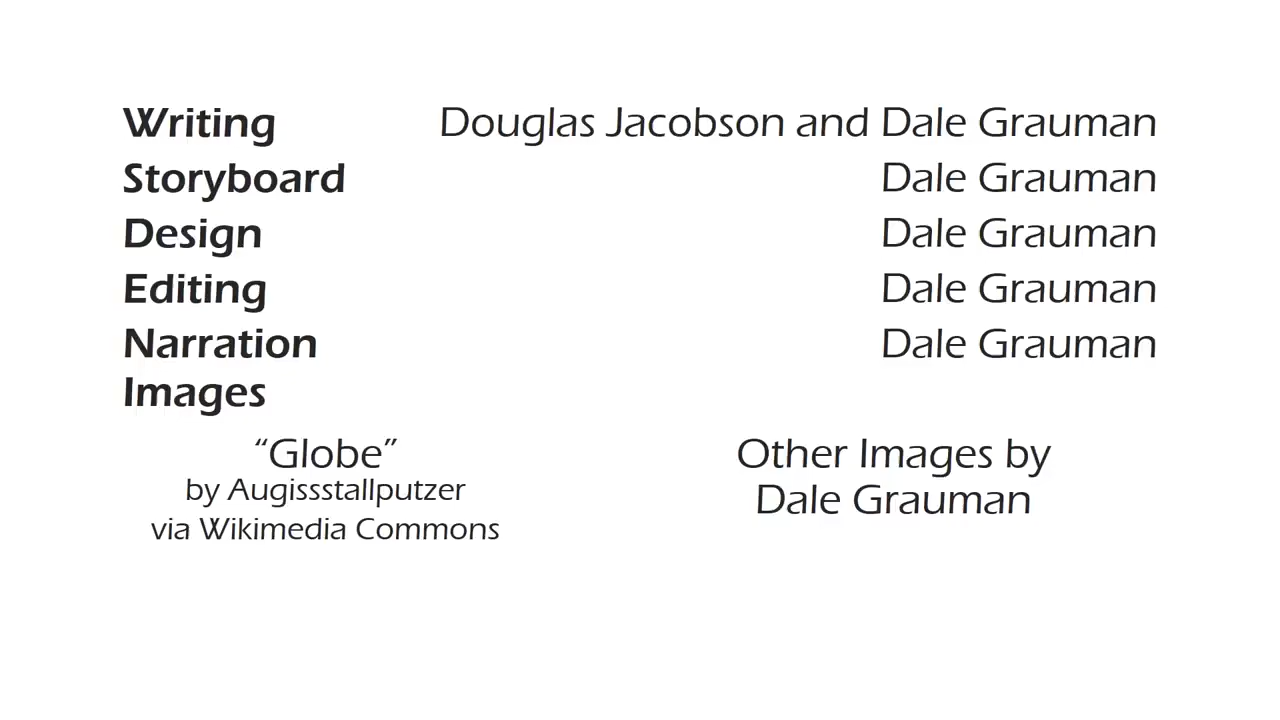 Writing Douglas Jacobson and Dale Grauman
Storyboard Dale Grauman
Design Dale Grauman
Editing Dale Grauman
Narration Dale Grauman
Images
“Globe”
by Augissstallputzer
via Wikimedia Commons
Other Images by
Dale Grauman